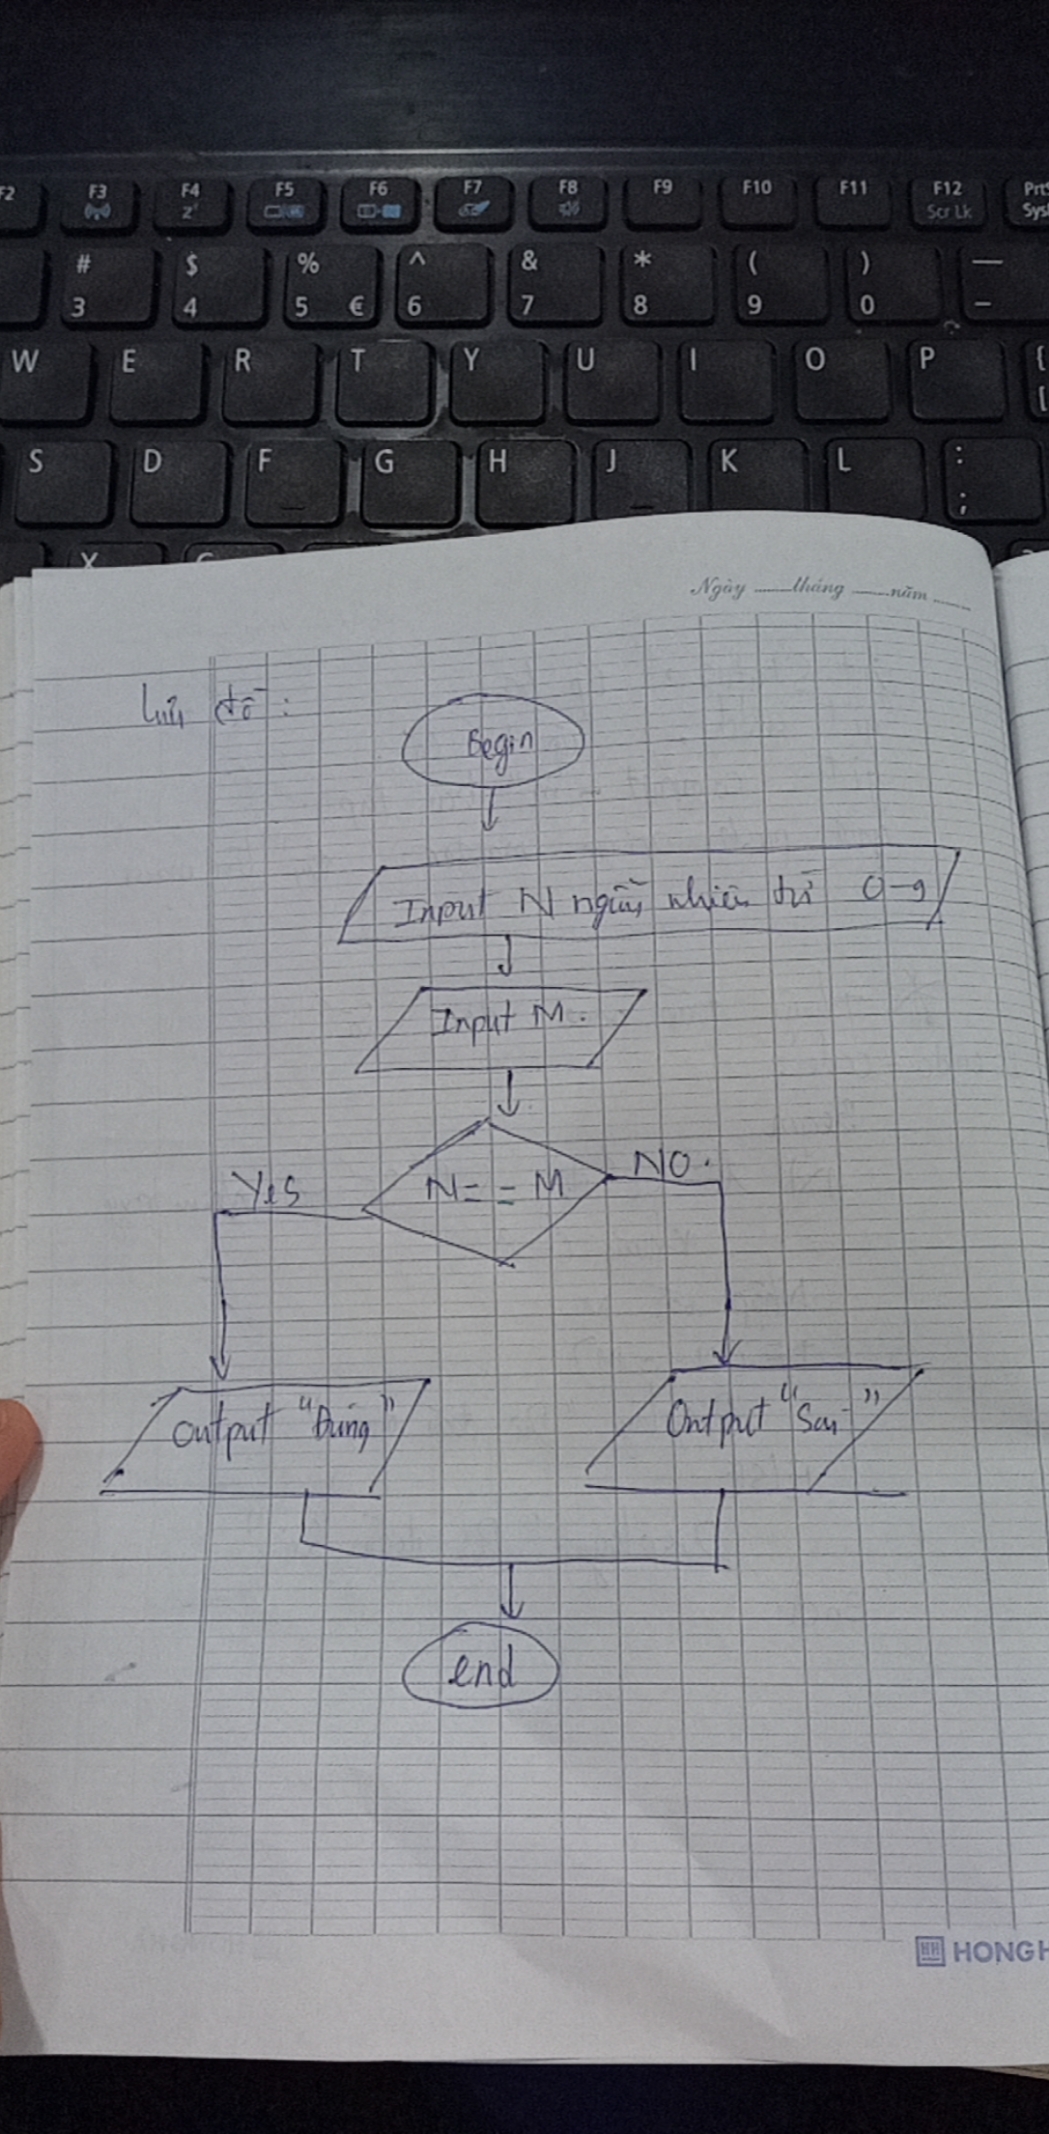 F2 F3 F4 F5 F6 F7 F8 F9 F10 F11 F12 Prt
zᶻ Scr Lk Sys
# $ % ^ & * ( ) —
3 4 5 € 6 7 8 9 0 -
W E R T Y U I O P {
[
S D F G H J K L :
;
X C
Ngày tháng năm
Lưu đồ:
Begin
Input N ngẫu nhiên từ 0-9
Input M.
Yes N== M NO.
Output "Đúng" Output "Sai"
end
HH HONGH